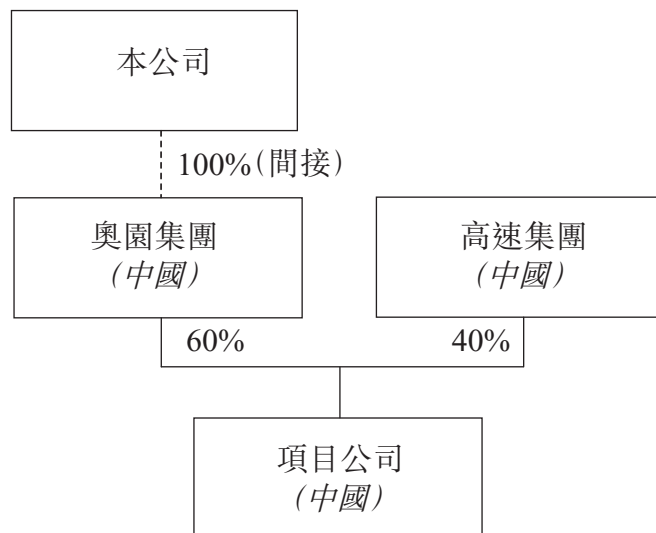 本公司
100%(間接)
奧園集團
(中國)
高速集團
(中國)
60%
40%
項目公司
(中國)